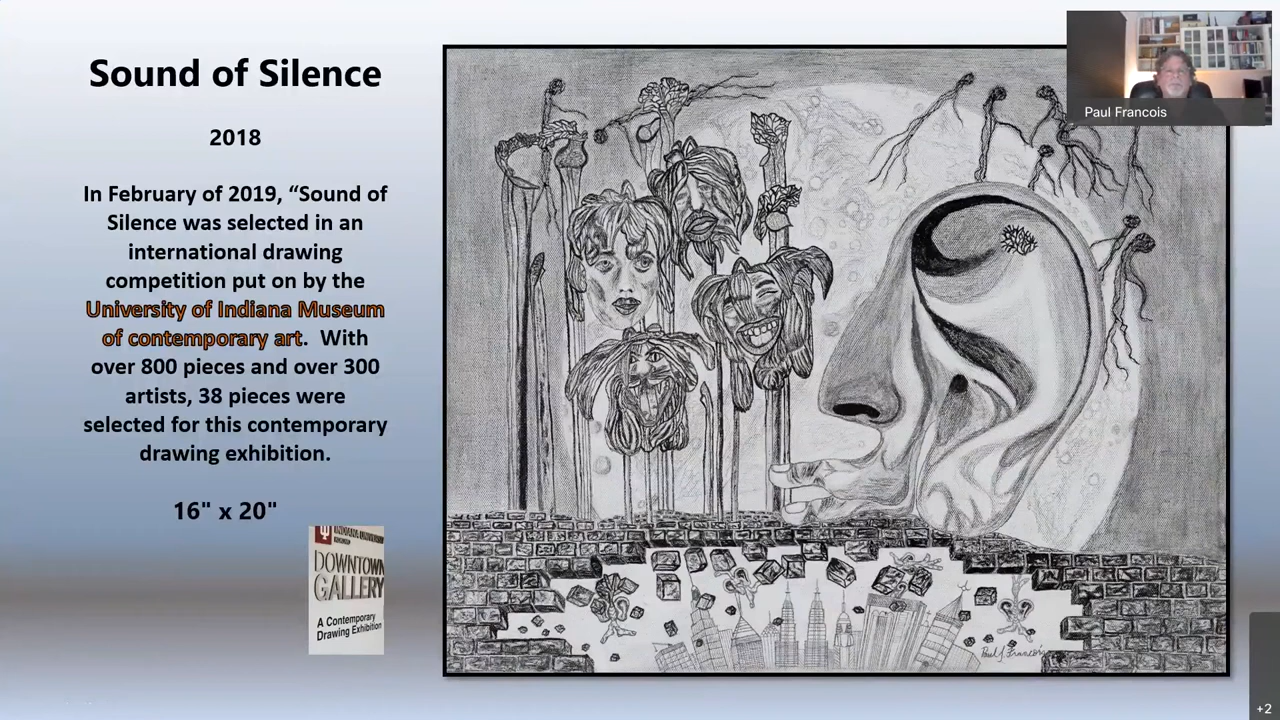 Sound of Silence
2018
In February of 2019, “Sound of
Silence was selected in an
international drawing
competition put on by the
University of Indiana Museum
of contemporary art.  With
over 800 pieces and over 300
artists, 38 pieces were
selected for this contemporary
drawing exhibition.
16" x 20"
DOWNTOWN
GALLERY
A Contemporary
Drawing Exhibition
Paul Francois
Paul J. Francois
+2